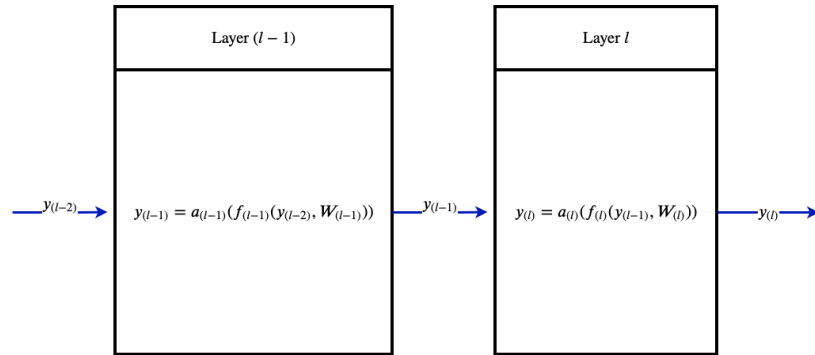 Layer (l − 1)
Layer l
y(l−2)
y(l−1) = a(l−1)(f(l−1)(y(l−2), W(l−1)))
y(l−1)
y(l) = a(l)(f(l)(y(l−1), W(l)))
y(l)